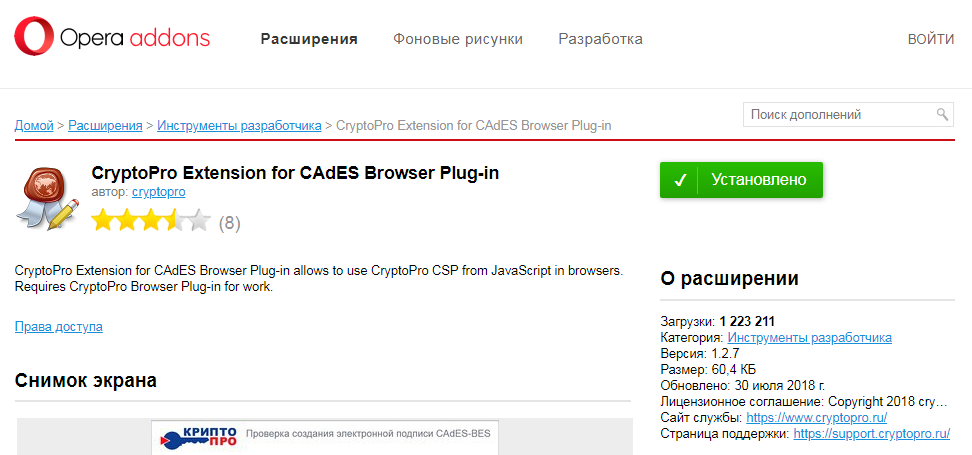 Opera addons
Расширения
Фоновые рисунки
Разработка
ВОЙТИ
Домой > Расширения > Инструменты разработчика > CryptoPro Extension for CAdES Browser Plug-in
Поиск дополнений
CryptoPro Extension for CAdES Browser Plug-in
автор: cryptopro
(8)
✓ Установлено
CryptoPro Extension for CAdES Browser Plug-in allows to use CryptoPro CSP from JavaScript in browsers.
Requires CryptoPro Browser Plug-in for work.
Права доступа
Снимок экрана
КРИПТО
ПРО
Проверка создания электронной подписи CAdES-BES
О расширении
Загрузки: 1 223 211
Категория: Инструменты разработчика
Версия: 1.2.7
Размер: 60,4 КБ
Обновлено: 30 июля 2018 г.
Лицензионное соглашение: Copyright 2018 cry…
Сайт службы: https://www.cryptopro.ru/
Страница поддержки: https://support.cryptopro.ru/